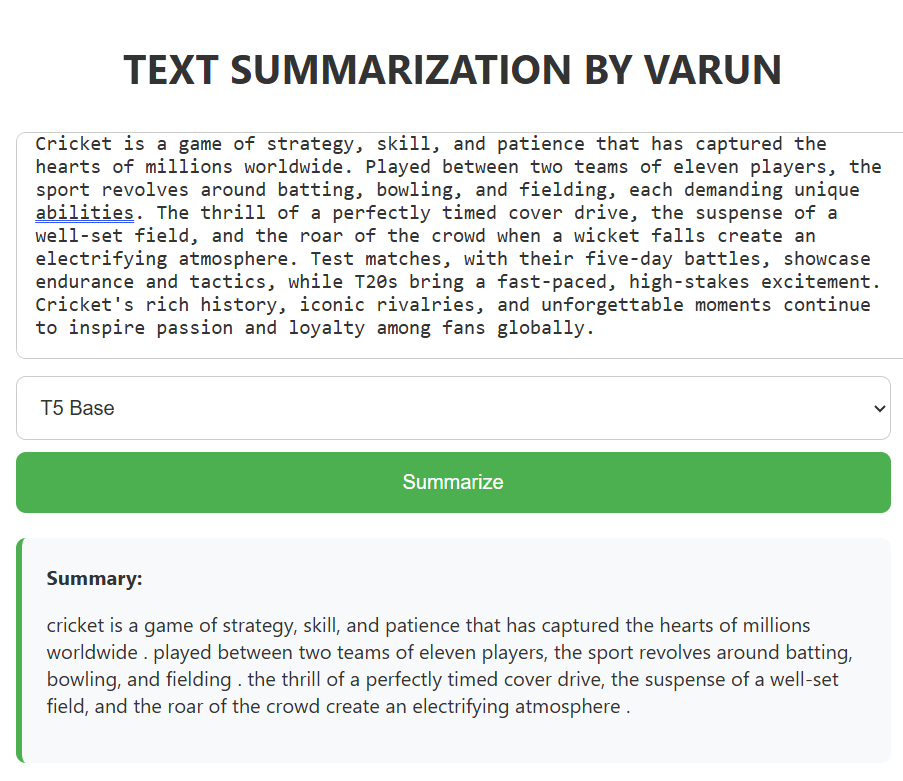 TEXT SUMMARIZATION BY VARUN
Cricket is a game of strategy, skill, and patience that has captured the
hearts of millions worldwide. Played between two teams of eleven players, the
sport revolves around batting, bowling, and fielding, each demanding unique
abilities. The thrill of a perfectly timed cover drive, the suspense of a
well-set field, and the roar of the crowd when a wicket falls create an
electrifying atmosphere. Test matches, with their five-day battles, showcase
endurance and tactics, while T20s bring a fast-paced, high-stakes excitement.
Cricket's rich history, iconic rivalries, and unforgettable moments continue
to inspire passion and loyalty among fans globally.
T5 Base
Summarize
Summary:
cricket is a game of strategy, skill, and patience that has captured the hearts of millions
worldwide . played between two teams of eleven players, the sport revolves around batting,
bowling, and fielding . the thrill of a perfectly timed cover drive, the suspense of a well-set
field, and the roar of the crowd create an electrifying atmosphere .